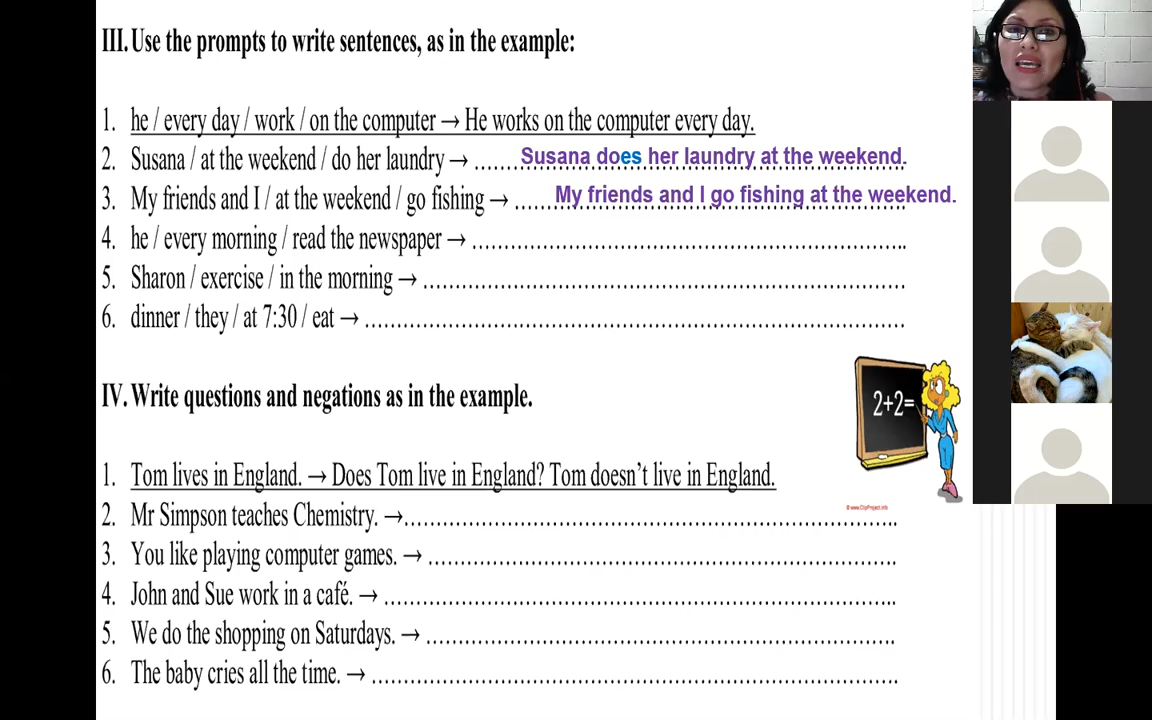 III. Use the prompts to write sentences, as in the example:
1. he / every day / work / on the computer → He works on the computer every day.
2. Susana / at the weekend / do her laundry → ...... Susana does her laundry at the weekend.
3. My friends and I / at the weekend / go fishing → ...... My friends and I go fishing at the weekend.
4. he / every morning / read the newspaper → ……………………………………………………..
5. Sharon / exercise / in the morning → ……………………………………………………………
6. dinner / they / at 7:30 / eat → ……………………………………………………………………
2+2=
IV. Write questions and negations as in the example.
1. Tom lives in England. → Does Tom live in England? Tom doesn’t live in England.
© www.ClipProject.info
2. Mr Simpson teaches Chemistry. →……………………………………………………………..
3. You like playing computer games. → ………………………………………………………….
4. John and Sue work in a café. → ………………………………………………………………..
5. We do the shopping on Saturdays. → ………………………………………………………….
6. The baby cries all the time. → …………………………………………………………………